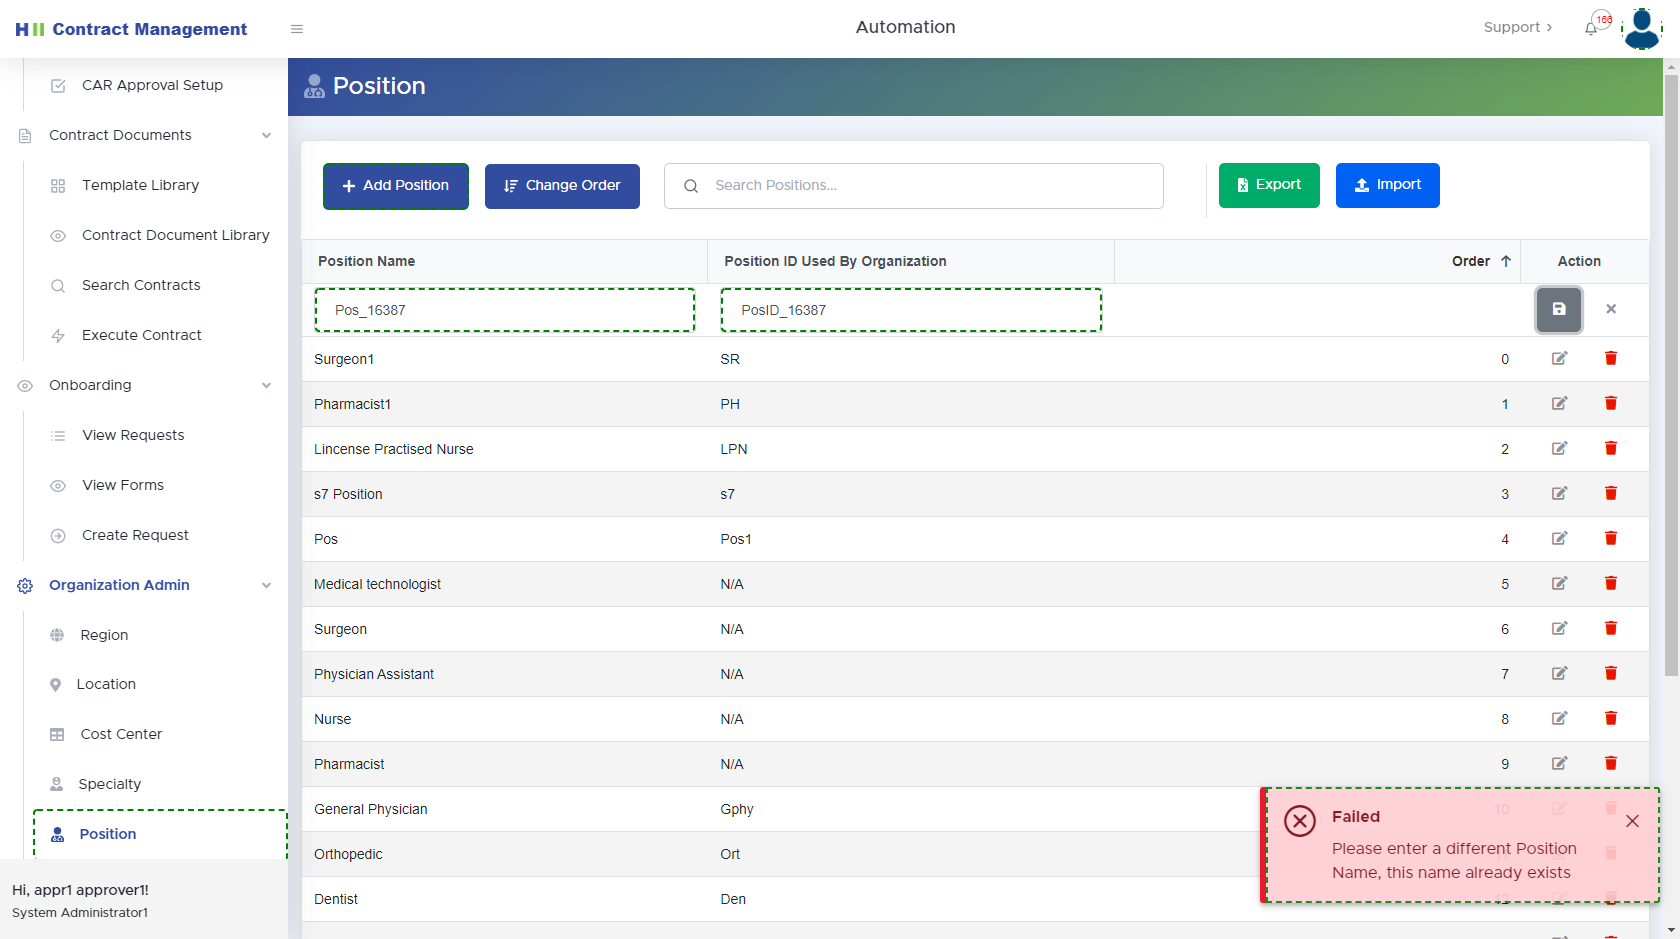 HII Contract Management
Automation
Support
166
CAR Approval Setup
Contract Documents
Template Library
Contract Document Library
Search Contracts
Execute Contract
Onboarding
View Requests
View Forms
Create Request
Organization Admin
Region
Location
Cost Center
Specialty
Position
Hi, appr1 approver1!
System Administrator1
Position
Add Position
Change Order
Search Positions...
Export
Import
Position Name Position ID Used By Organization Order Action
Pos_16387 PosID_16387
Surgeon1 SR 0
Pharmacist1 PH 1
Lincense Practised Nurse LPN 2
s7 Position s7 3
Pos Pos1 4
Medical technologist N/A 5
Surgeon N/A 6
Physician Assistant N/A 7
Nurse N/A 8
Pharmacist N/A 9
General Physician Gphy 10
Orthopedic Ort
Dentist Den 12
Failed
Please enter a different Position
Name, this name already exists